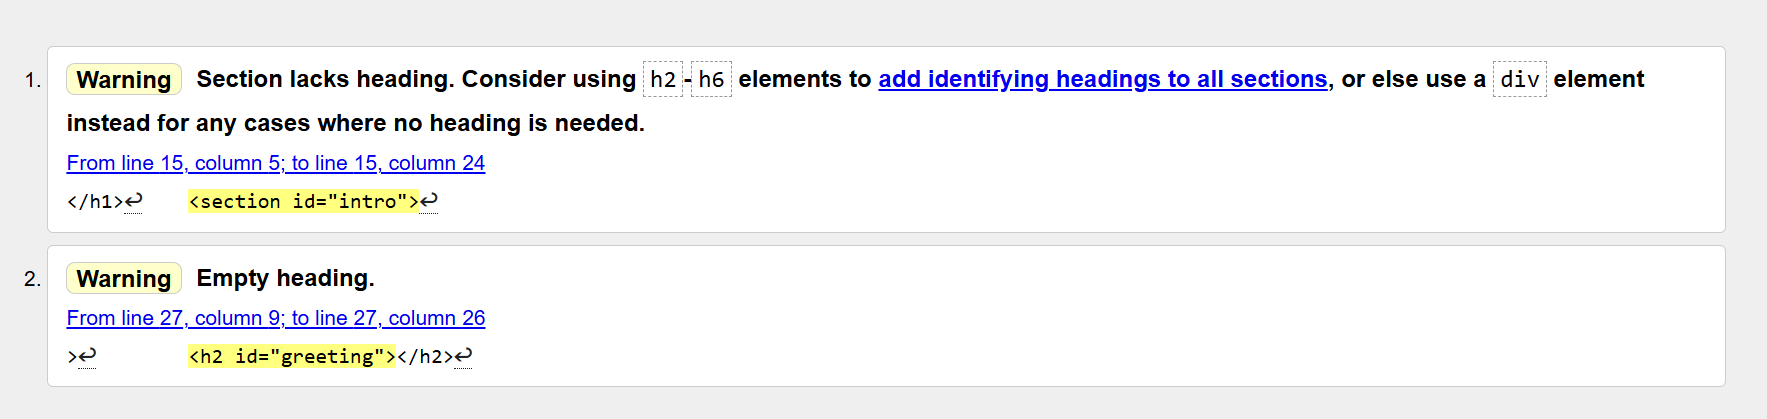 1. Warning Section lacks heading. Consider using h2-h6 elements to add identifying headings to all sections, or else use a div element
instead for any cases where no heading is needed.
From line 15, column 5; to line 15, column 24
</h1>↩ <section id="intro">↩
2. Warning Empty heading.
From line 27, column 9; to line 27, column 26
>↩ <h2 id="greeting"></h2>↩